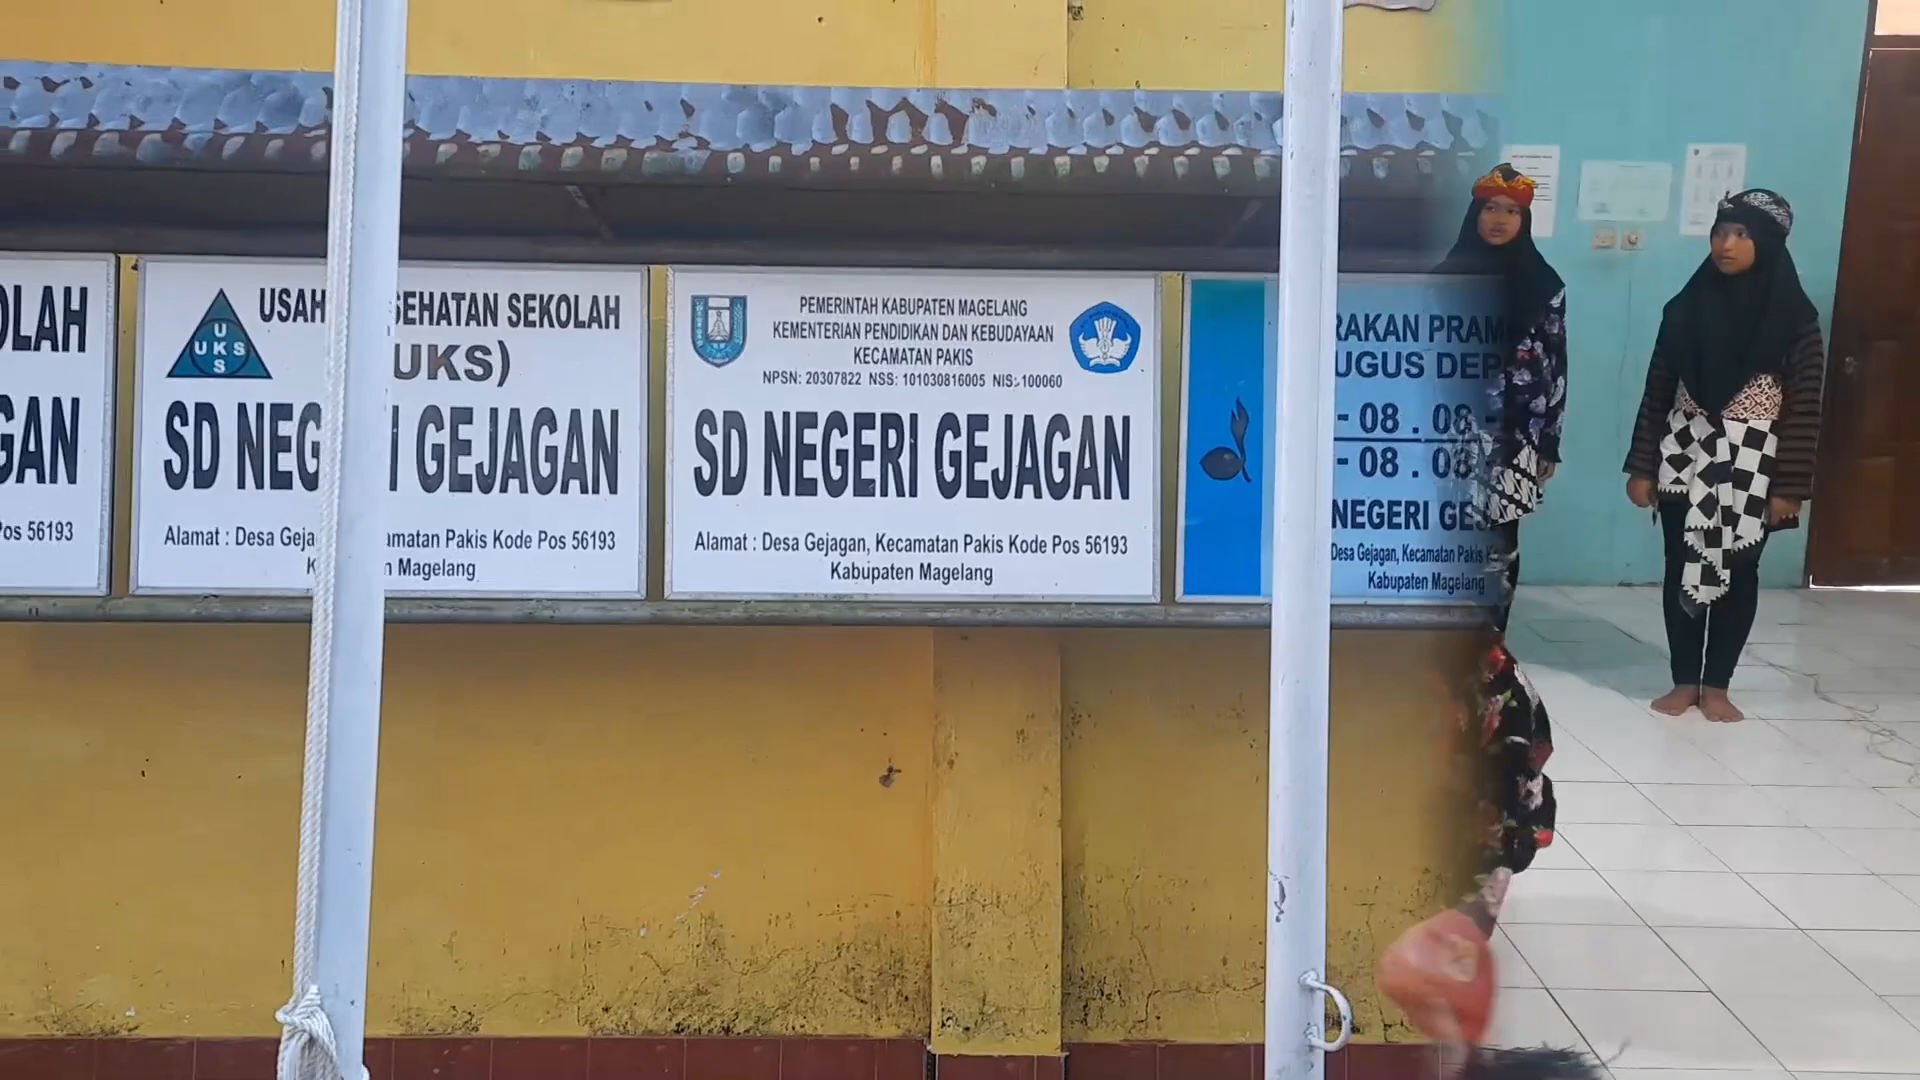 OLAH
GAN
Pos 56193
USAH SEHATAN SEKOLAH
UKS)
UKS
SD NEG I GEJAGAN
Alamat : Desa Geja amatan Pakis Kode Pos 56193
K n Magelang
PEMERINTAH KABUPATEN MAGELANG
KEMENTERIAN PENDIDIKAN DAN KEBUDAYAAN
KECAMATAN PAKIS
NPSN: 20307822 NSS: 101030816005 NIS: 100060
SD NEGERI GEJAGAN
Alamat : Desa Gejagan, Kecamatan Pakis Kode Pos 56193
Kabupaten Magelang
RAKAN PRAM
UGUS DEP
- 08 . 08 -
- 08 . 08
NEGERI GE
Desa Gejagan, Kecamatan Pakis K
Kabupaten Magelang